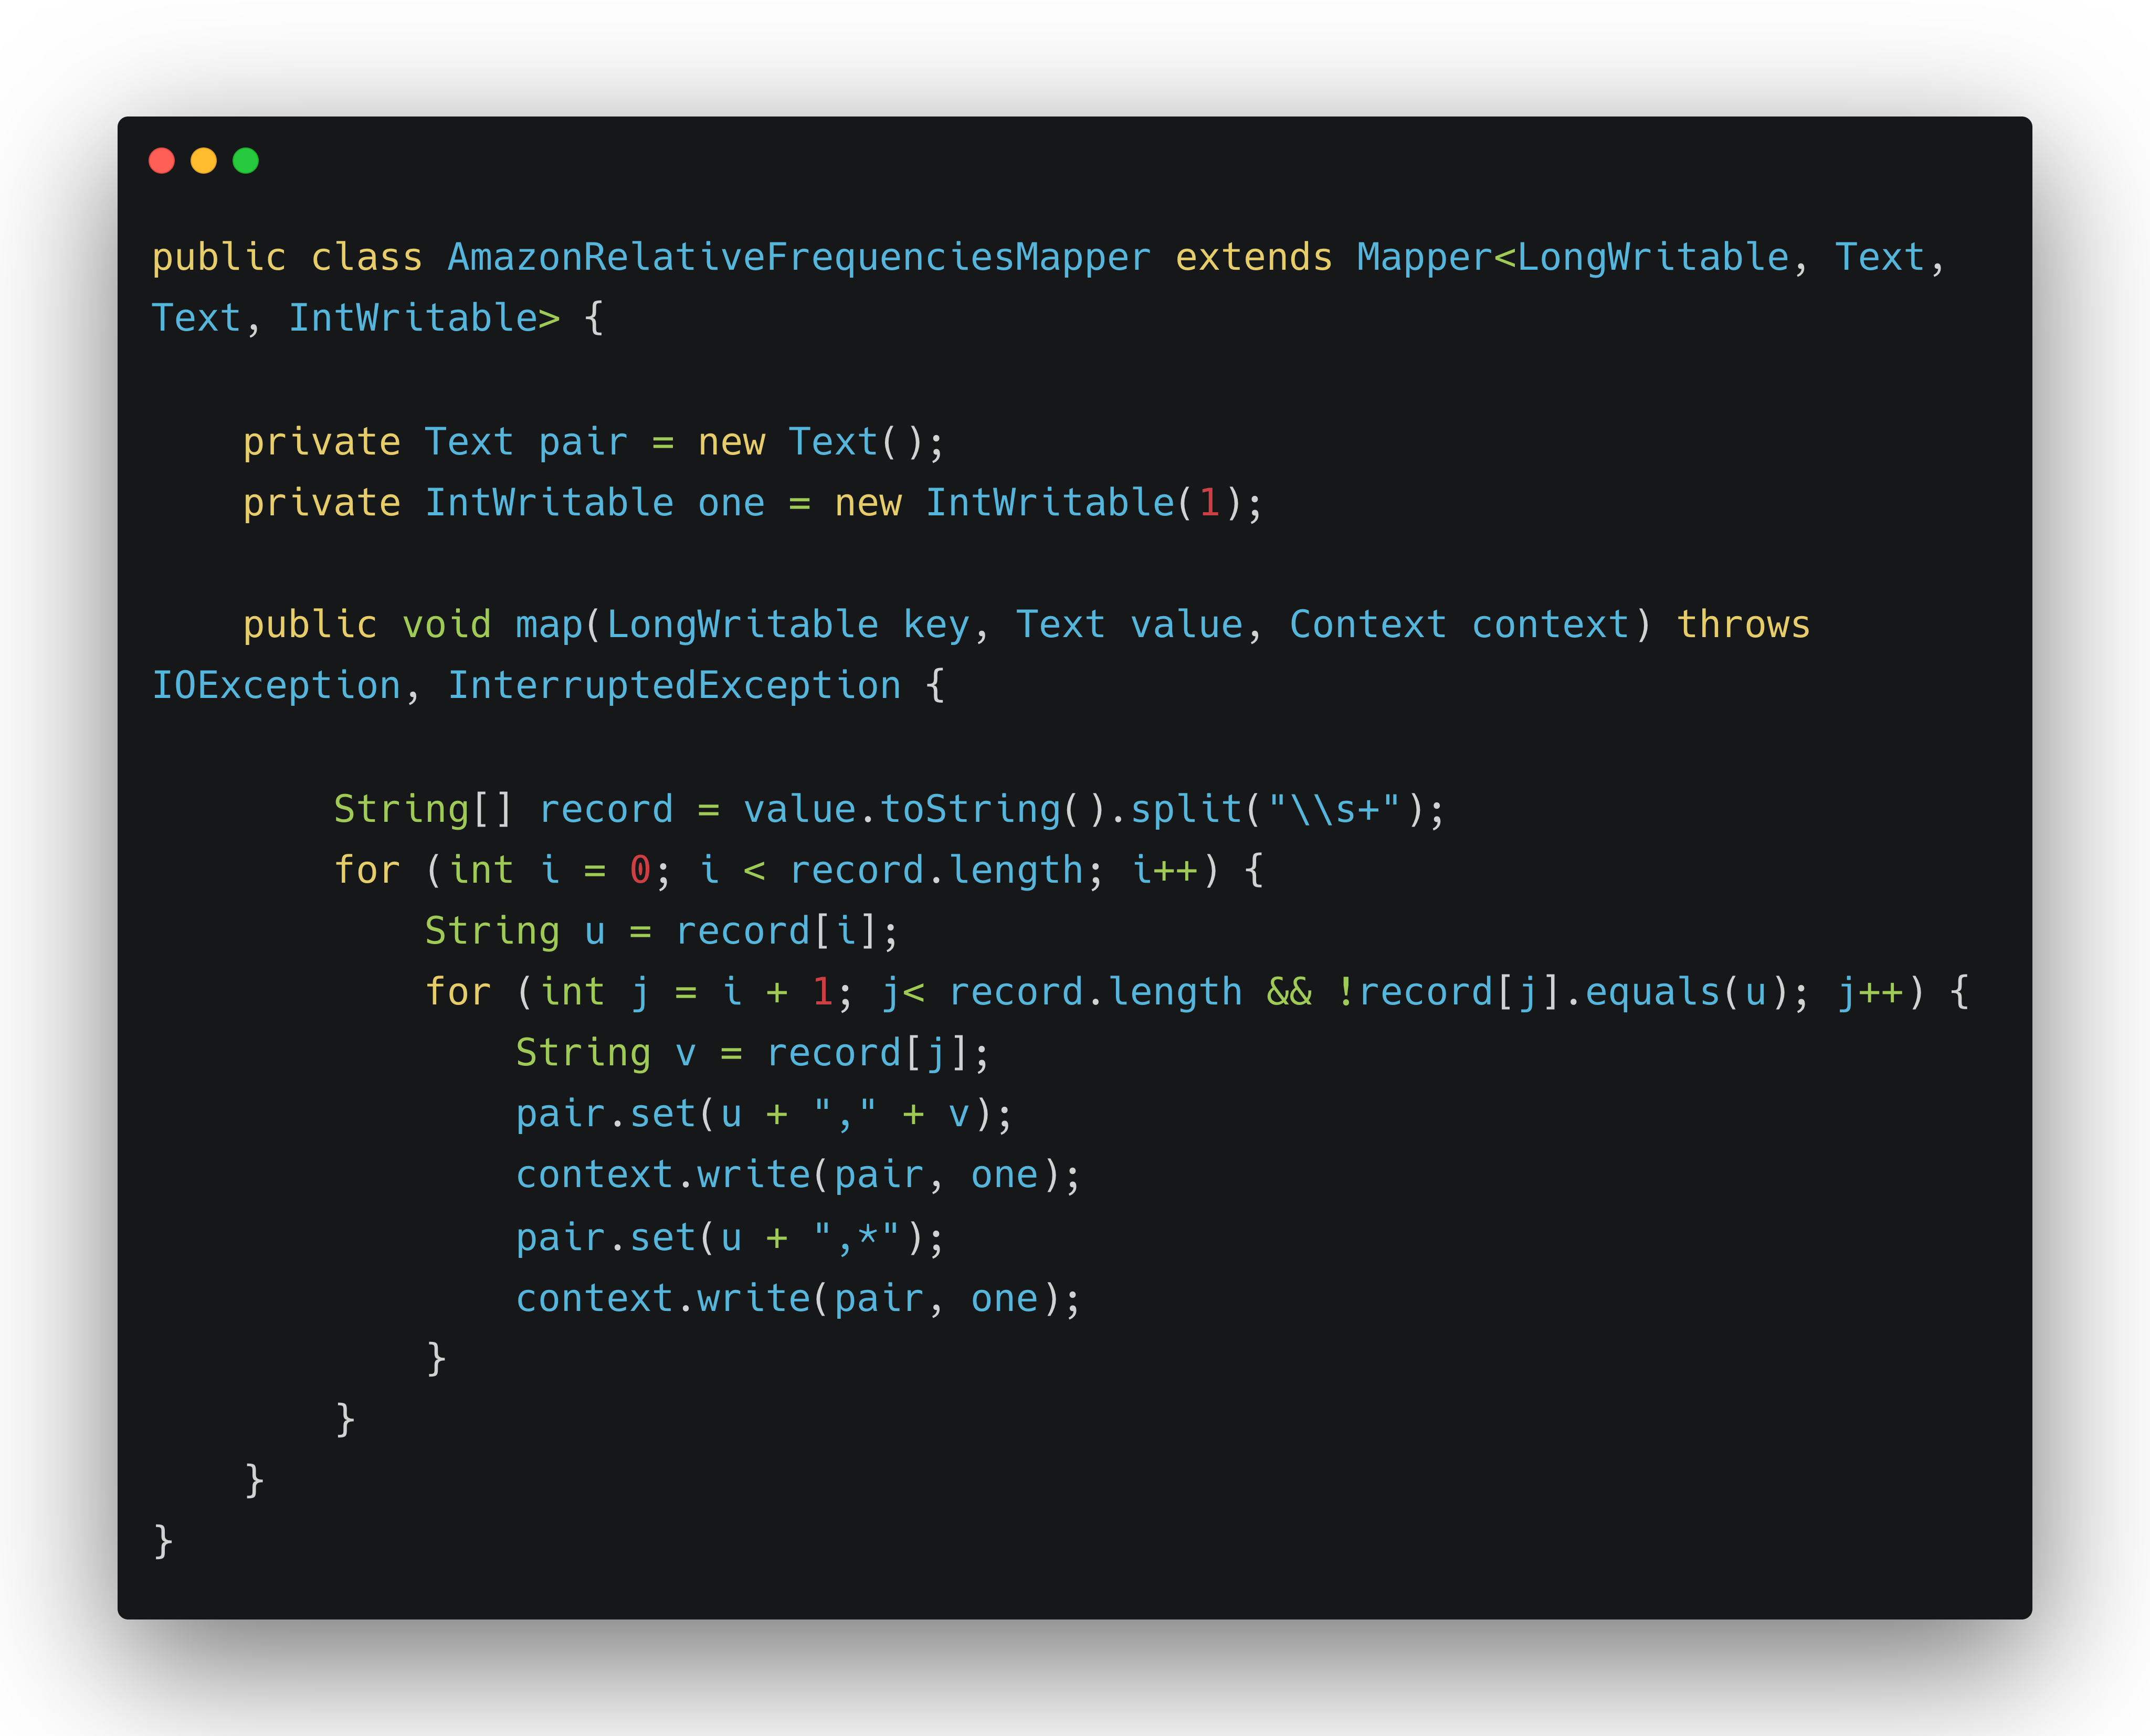 public class AmazonRelativeFrequenciesMapper extends Mapper<LongWritable, Text,
Text, IntWritable> {
private Text pair = new Text();
private IntWritable one = new IntWritable(1);
public void map(LongWritable key, Text value, Context context) throws
IOException, InterruptedException {
String[] record = value.toString().split("\\s+");
for (int i = 0; i < record.length; i++) {
String u = record[i];
for (int j = i + 1; j< record.length && !record[j].equals(u); j++) {
String v = record[j];
pair.set(u + "," + v);
context.write(pair, one);
pair.set(u + ",*");
context.write(pair, one);
}
}
}
}